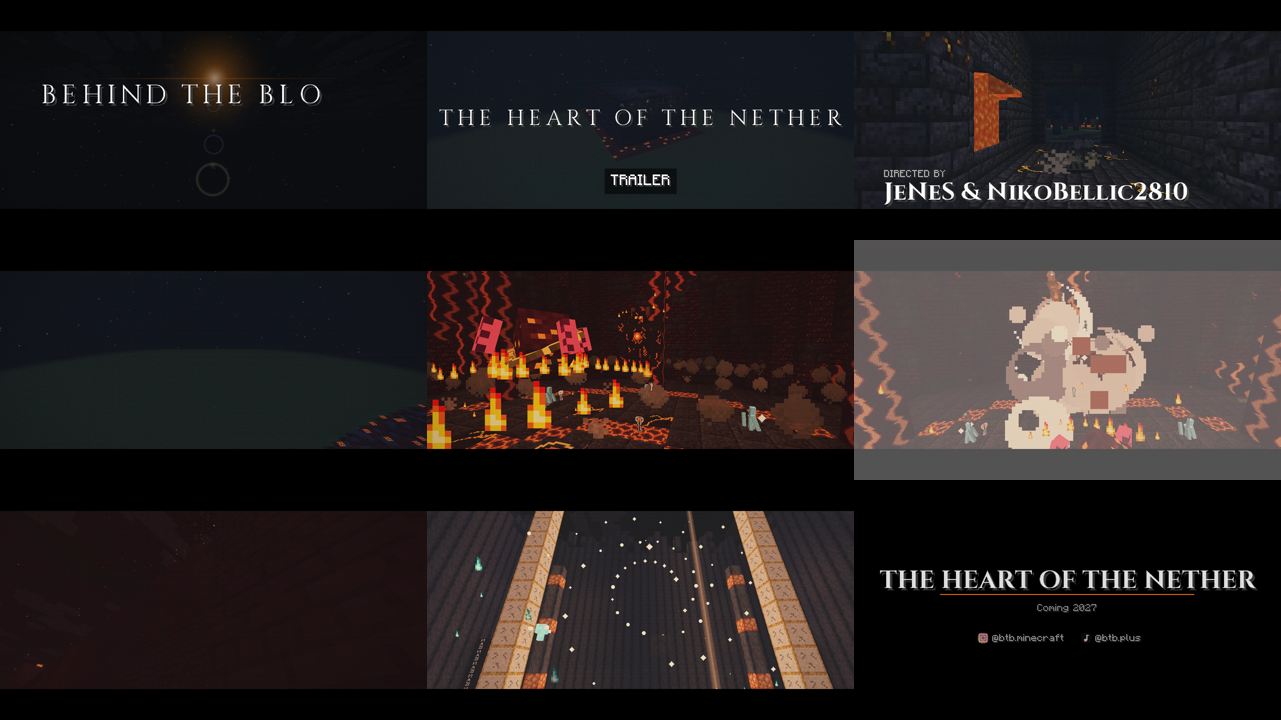 BEHIND THE BLO
THE HEART OF THE NETHER
TRAILER
DIRECTED BY
JENES & NIKOBELLIC2810
THE HEART OF THE NETHER
Coming 2027
@btb.minecraft @btb.plus